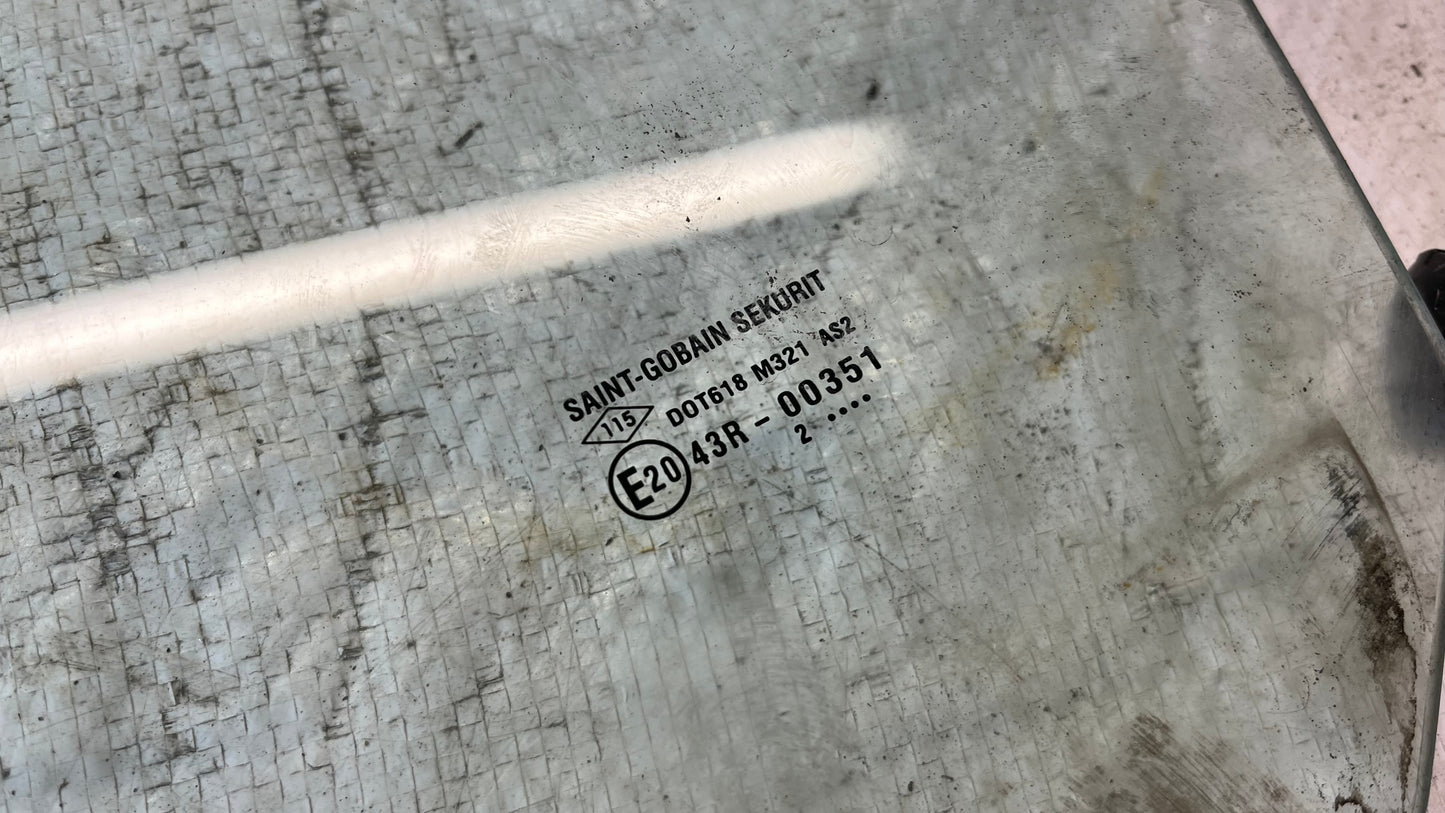 SAINT-GOBAIN SEKURIT
115 DOT618 M321 AS2
E20 43R-00351
2 ····